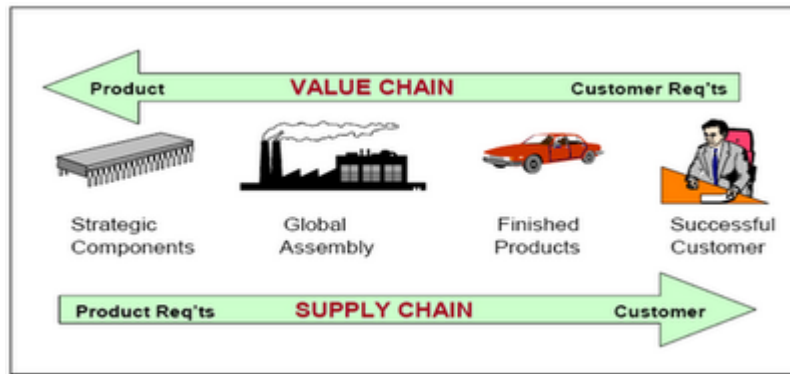 Product VALUE CHAIN Customer Req'ts
Strategic Components
Global Assembly
Finished Products
Successful Customer
Product Req'ts SUPPLY CHAIN Customer